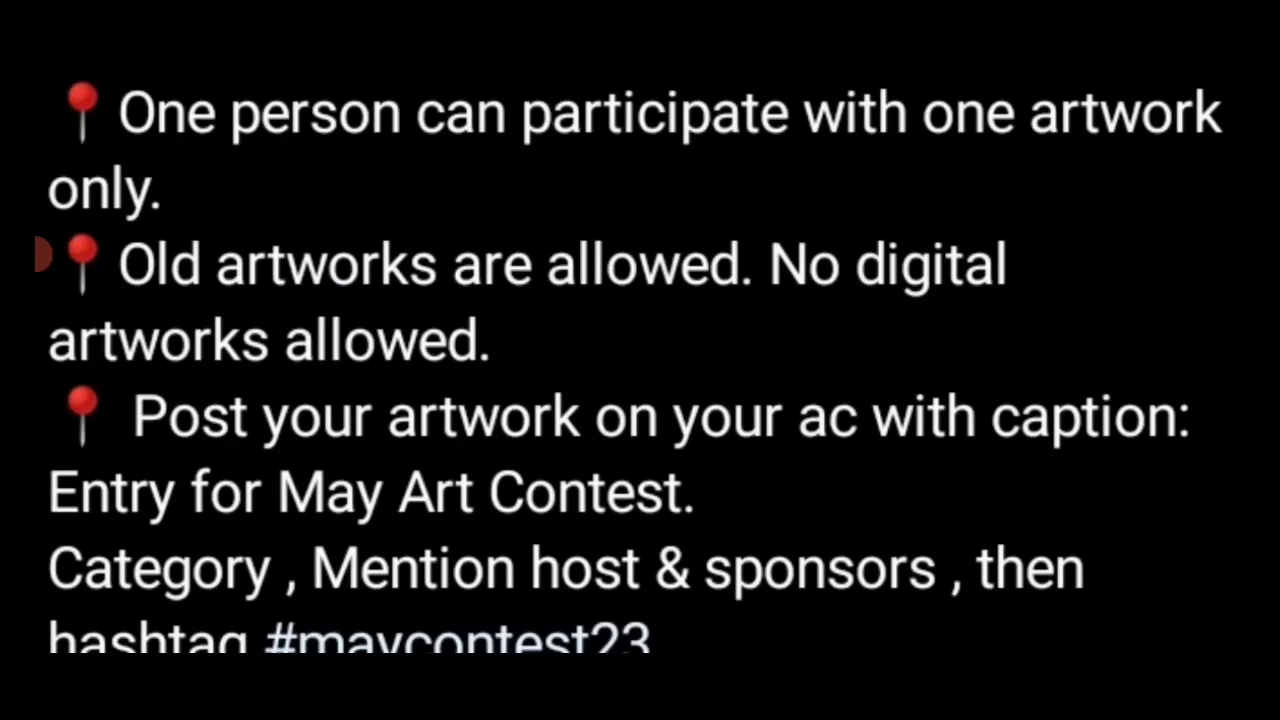 📍One person can participate with one artwork
only.
📍Old artworks are allowed. No digital
artworks allowed.
📍 Post your artwork on your ac with caption:
Entry for May Art Contest.
Category , Mention host & sponsors , then
hashtag #maycontest23